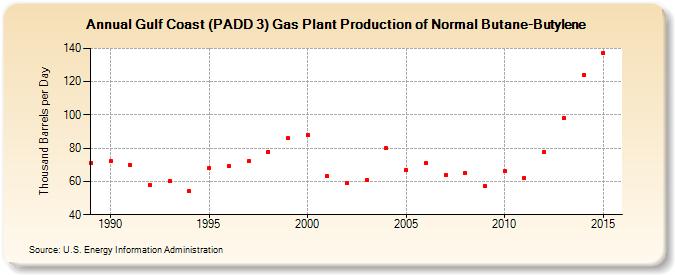 Annual Gulf Coast (PADD 3) Gas Plant Production of Normal Butane-Butylene
Thousand Barrels per Day
140
120
100
80
60
40
1990 1995 2000 2005 2010 2015
Source: U.S. Energy Information Administration